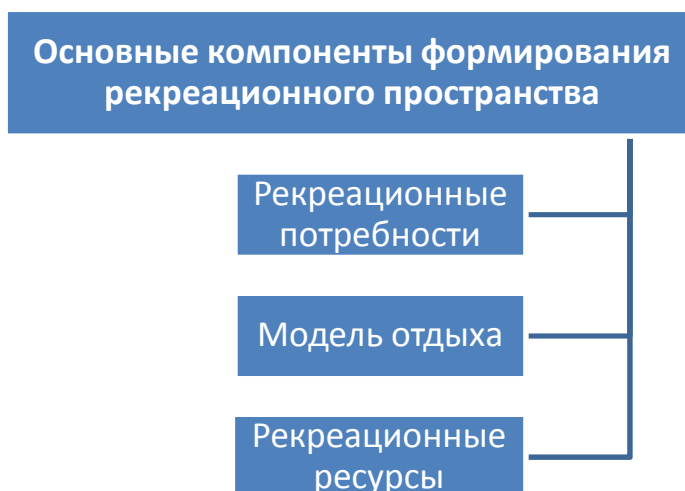 Основные компоненты формирования
рекреационного пространства
Рекреационные
потребности
Модель отдыха
Рекреационные
ресурсы